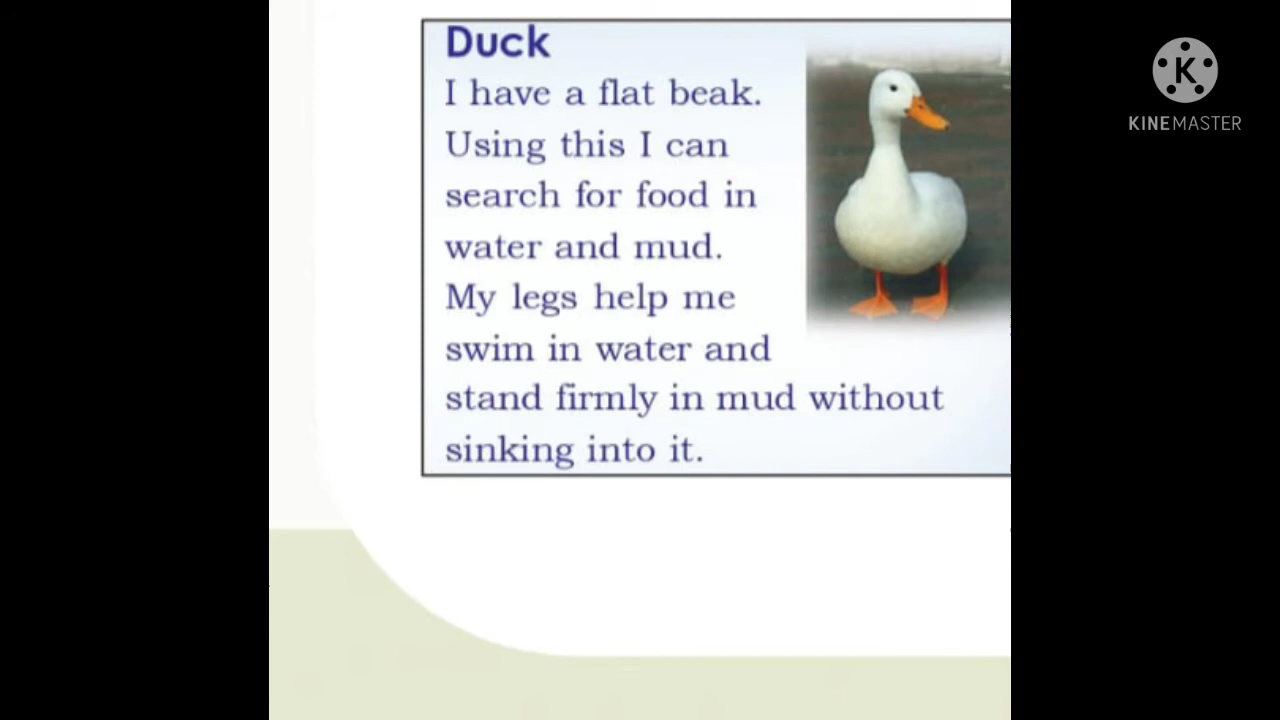 Duck
I have a flat beak.
Using this I can
search for food in
water and mud.
My legs help me
swim in water and
stand firmly in mud without
sinking into it.
K
KINEMASTER